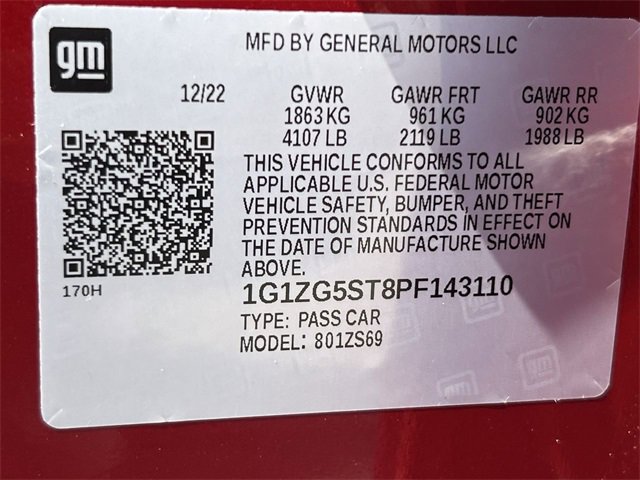 gm
MFD BY GENERAL MOTORS LLC
12/22 GVWR GAWR FRT GAWR RR
1863 KG 961 KG 902 KG
4107 LB 2119 LB 1988 LB
THIS VEHICLE CONFORMS TO ALL
APPLICABLE U.S. FEDERAL MOTOR
VEHICLE SAFETY, BUMPER, AND THEFT
PREVENTION STANDARDS IN EFFECT ON
THE DATE OF MANUFACTURE SHOWN
ABOVE.
170H
1G1ZG5ST8PF143110
TYPE: PASS CAR
MODEL: 801ZS69